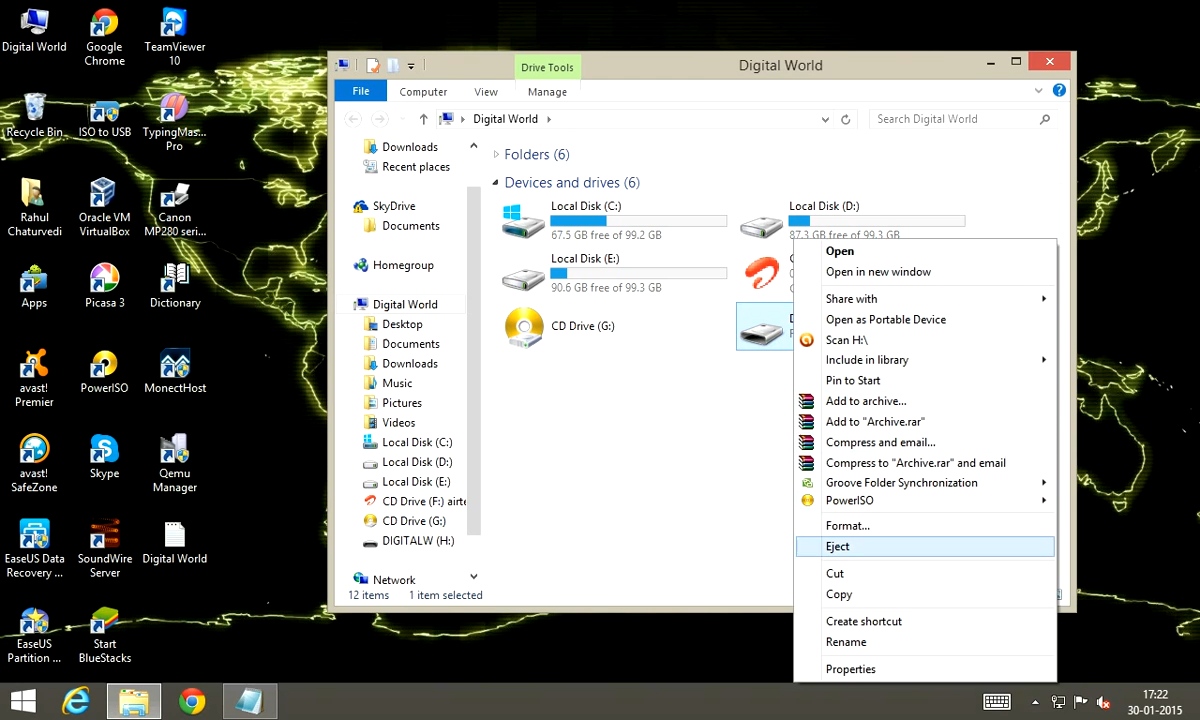 Digital World
Google
Chrome
TeamViewer
10
Recycle Bin
ISO to USB
TypingMas...
Pro
Rahul
Chaturvedi
Oracle VM
VirtualBox
Canon
MP280 seri...
Apps
Picasa 3
Dictionary
avast!
Premier
PowerISO
MonectHost
avast!
SafeZone
Skype
Qemu
Manager
EaseUS Data
Recovery ...
SoundWire
Server
Digital World
EaseUS
Partition ...
Start
BlueStacks
Drive Tools
Digital World
File
Computer
View
Manage
Digital World
Search Digital World
Downloads
Recent places
SkyDrive
Documents
Homegroup
Digital World
Desktop
Documents
Downloads
Music
Pictures
Videos
Local Disk (C:)
Local Disk (D:)
Local Disk (E:)
CD Drive (F:) airte
CD Drive (G:)
DIGITALW (H:)
Network
12 items
1 item selected
Folders (6)
Devices and drives (6)
Local Disk (C:)
67.5 GB free of 99.2 GB
Local Disk (D:)
87.3 GB free of 99.3 GB
Local Disk (E:)
90.6 GB free of 99.3 GB
CD Drive (G:)
Open
Open in new window
Share with
Open as Portable Device
Scan H:\
Include in library
Pin to Start
Add to archive...
Add to "Archive.rar"
Compress and email...
Compress to "Archive.rar" and email
Groove Folder Synchronization
PowerISO
Format...
Eject
Cut
Copy
Create shortcut
Rename
Properties
17:22
30-01-2015